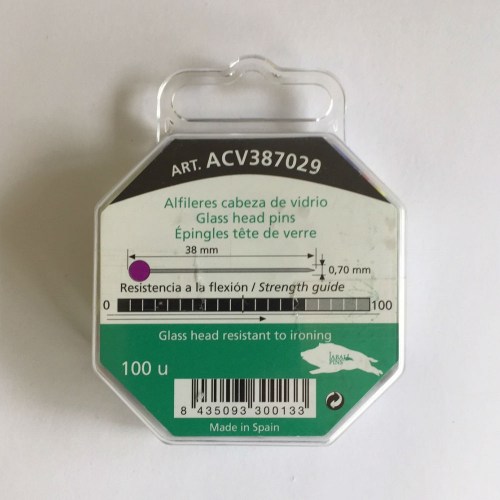 ART. ACV387029
Alfileres cabeza de vidrio
Glass head pins
Épingles tête de verre
38 mm
0,70 mm
Resistencia a la flexión / Strength guide
0 100
Glass head resistant to ironing
100 u
8 435093 300133
Made in Spain